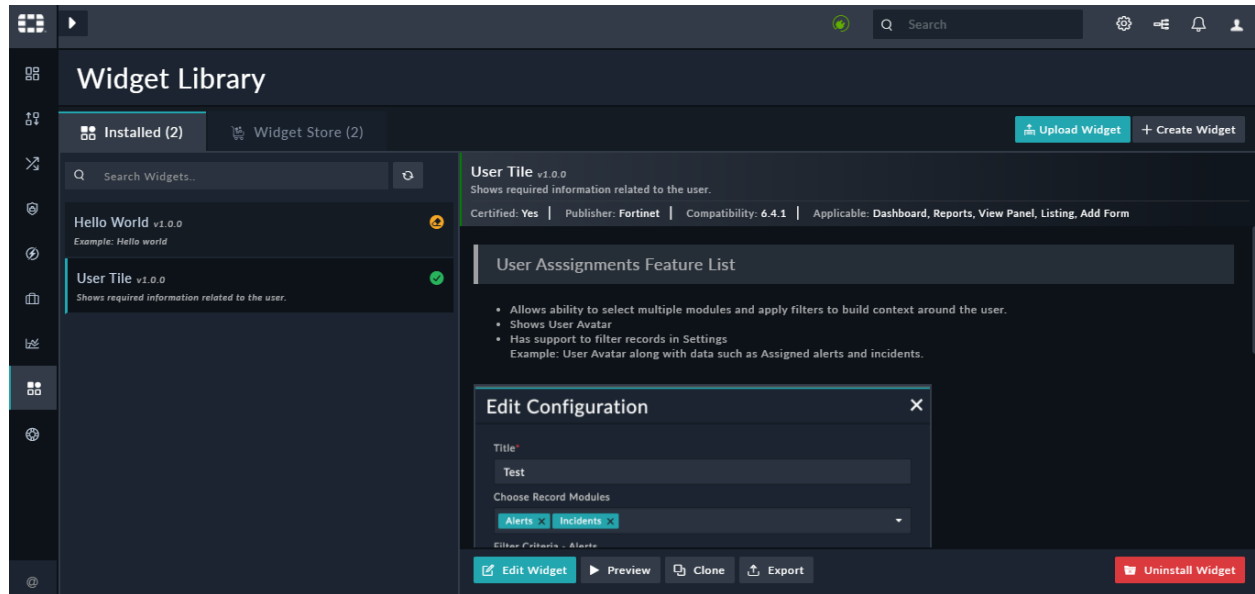 Search
Widget Library
Installed (2)
Widget Store (2)
Upload Widget
+ Create Widget
Search Widgets..
Hello World v1.0.0
Example: Hello world
User Tile v1.0.0
Shows required information related to the user.
User Tile v1.0.0
Shows required information related to the user.
Certified: Yes | Publisher: Fortinet | Compatibility: 6.4.1 | Applicable: Dashboard, Reports, View Panel, Listing, Add Form
User Asssignments Feature List
• Allows ability to select multiple modules and apply filters to build context around the user.
• Shows User Avatar
• Has support to filter records in Settings
Example: User Avatar along with data such as Assigned alerts and incidents.
Edit Configuration
Title*
Test
Choose Record Modules
Alerts × Incidents ×
Filter Criteria - Alerts
Edit Widget
Preview
Clone
Export
Uninstall Widget
@